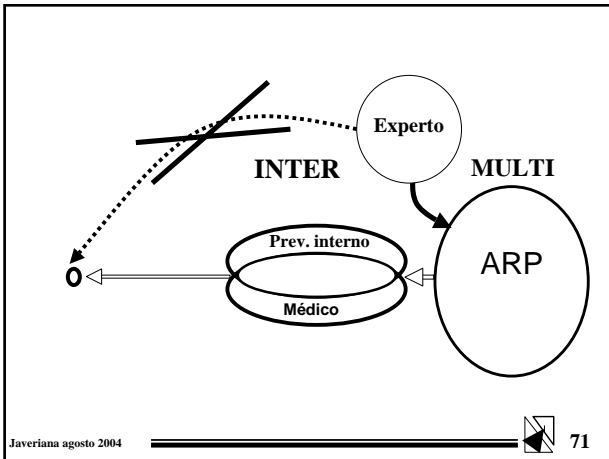 Experto
INTER
MULTI
Prev. interno
ARP
Médico
Javeriana agosto 2004
71